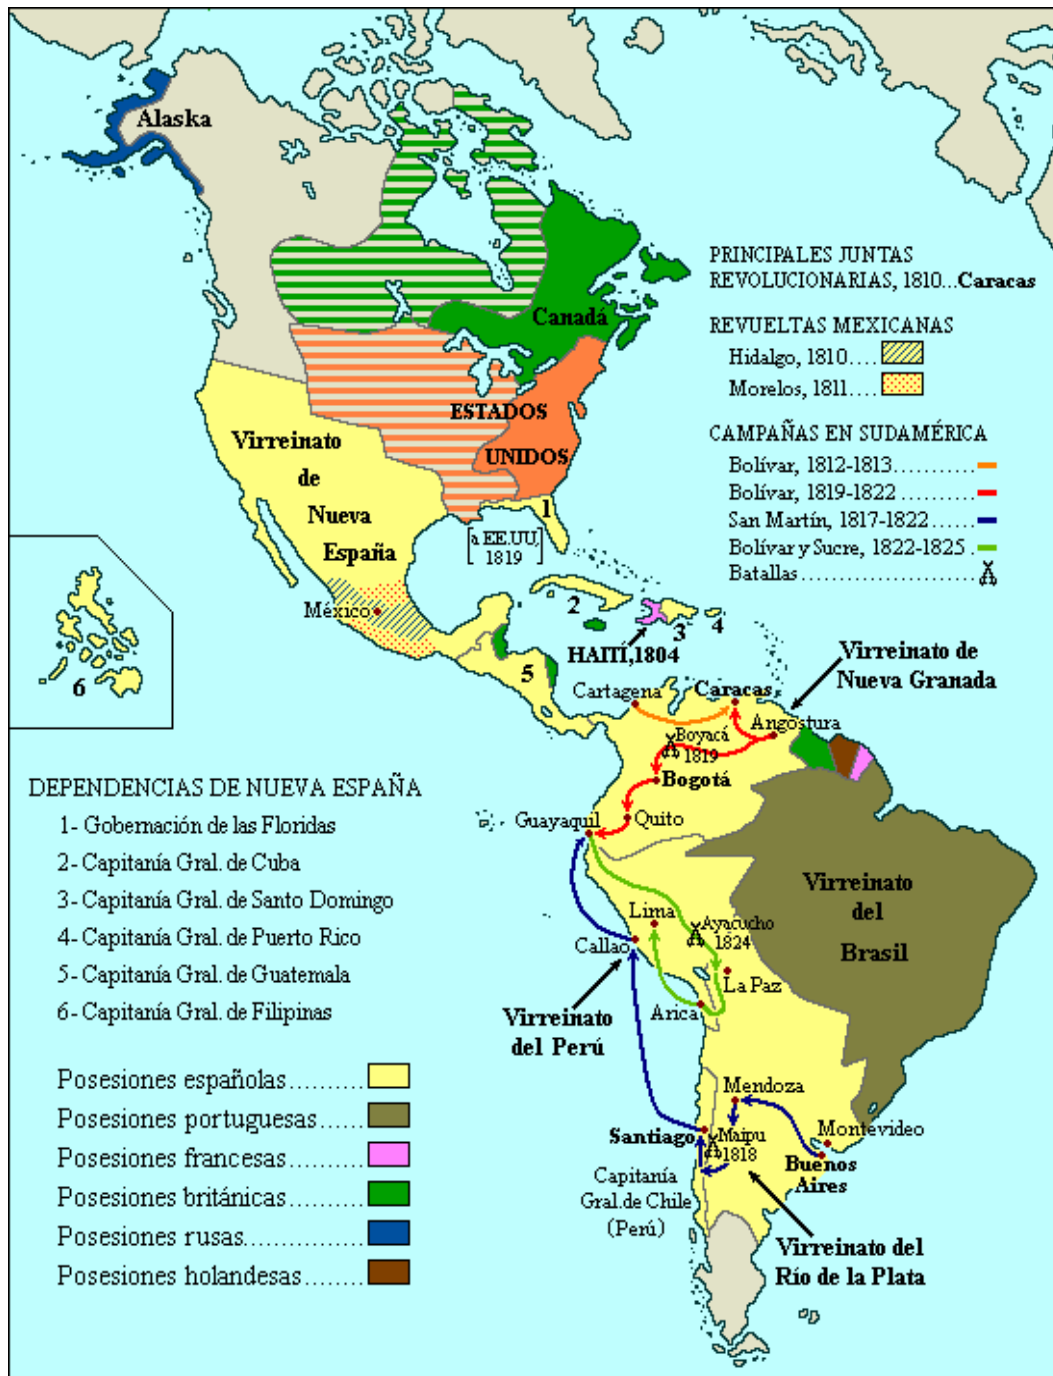 Alaska
Canadá
ESTADOS
UNIDOS
Virreinato
de
Nueva
España
1
[a EE.UU,
1819]
México
2
3
4
HAITÍ,1804
5
6
PRINCIPALES JUNTAS
REVOLUCIONARIAS, 1810...Caracas
REVUELTAS MEXICANAS
Hidalgo, 1810....
Morelos, 1811....
CAMPAÑAS EN SUDAMÉRICA
Bolívar, 1812-1813..........
Bolívar, 1819-1822 ..........
San Martín, 1817-1822......
Bolívar y Sucre, 1822-1825 .
Batallas.......................
Virreinato de
Nueva Granada
Cartagena
Caracas
Angostura
Boyacá
1819
Bogotá
Guayaquil
Quito
Virreinato
del
Brasil
Lima
Ayacucho
1824
Callao
La Paz
Arica
Virreinato
del Perú
Mendoza
Santiago
Maipu
1818
Montevideo
Buenos
Aires
Capitanía
Gral.de Chile
(Perú)
Virreinato del
Río de la Plata
DEPENDENCIAS DE NUEVA ESPAÑA
1- Gobernación de las Floridas
2- Capitanía Gral. de Cuba
3- Capitanía Gral. de Santo Domingo
4- Capitanía Gral. de Puerto Rico
5- Capitanía Gral. de Guatemala
6- Capitanía Gral. de Filipinas
Posesiones españolas..........
Posesiones portuguesas.......
Posesiones francesas..........
Posesiones británicas..........
Posesiones rusas...............
Posesiones holandesas........